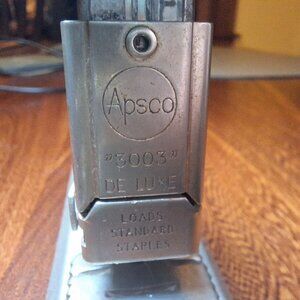 Apsco
"3003"
DE LUXE
LOADS
STANDARD
STAPLES